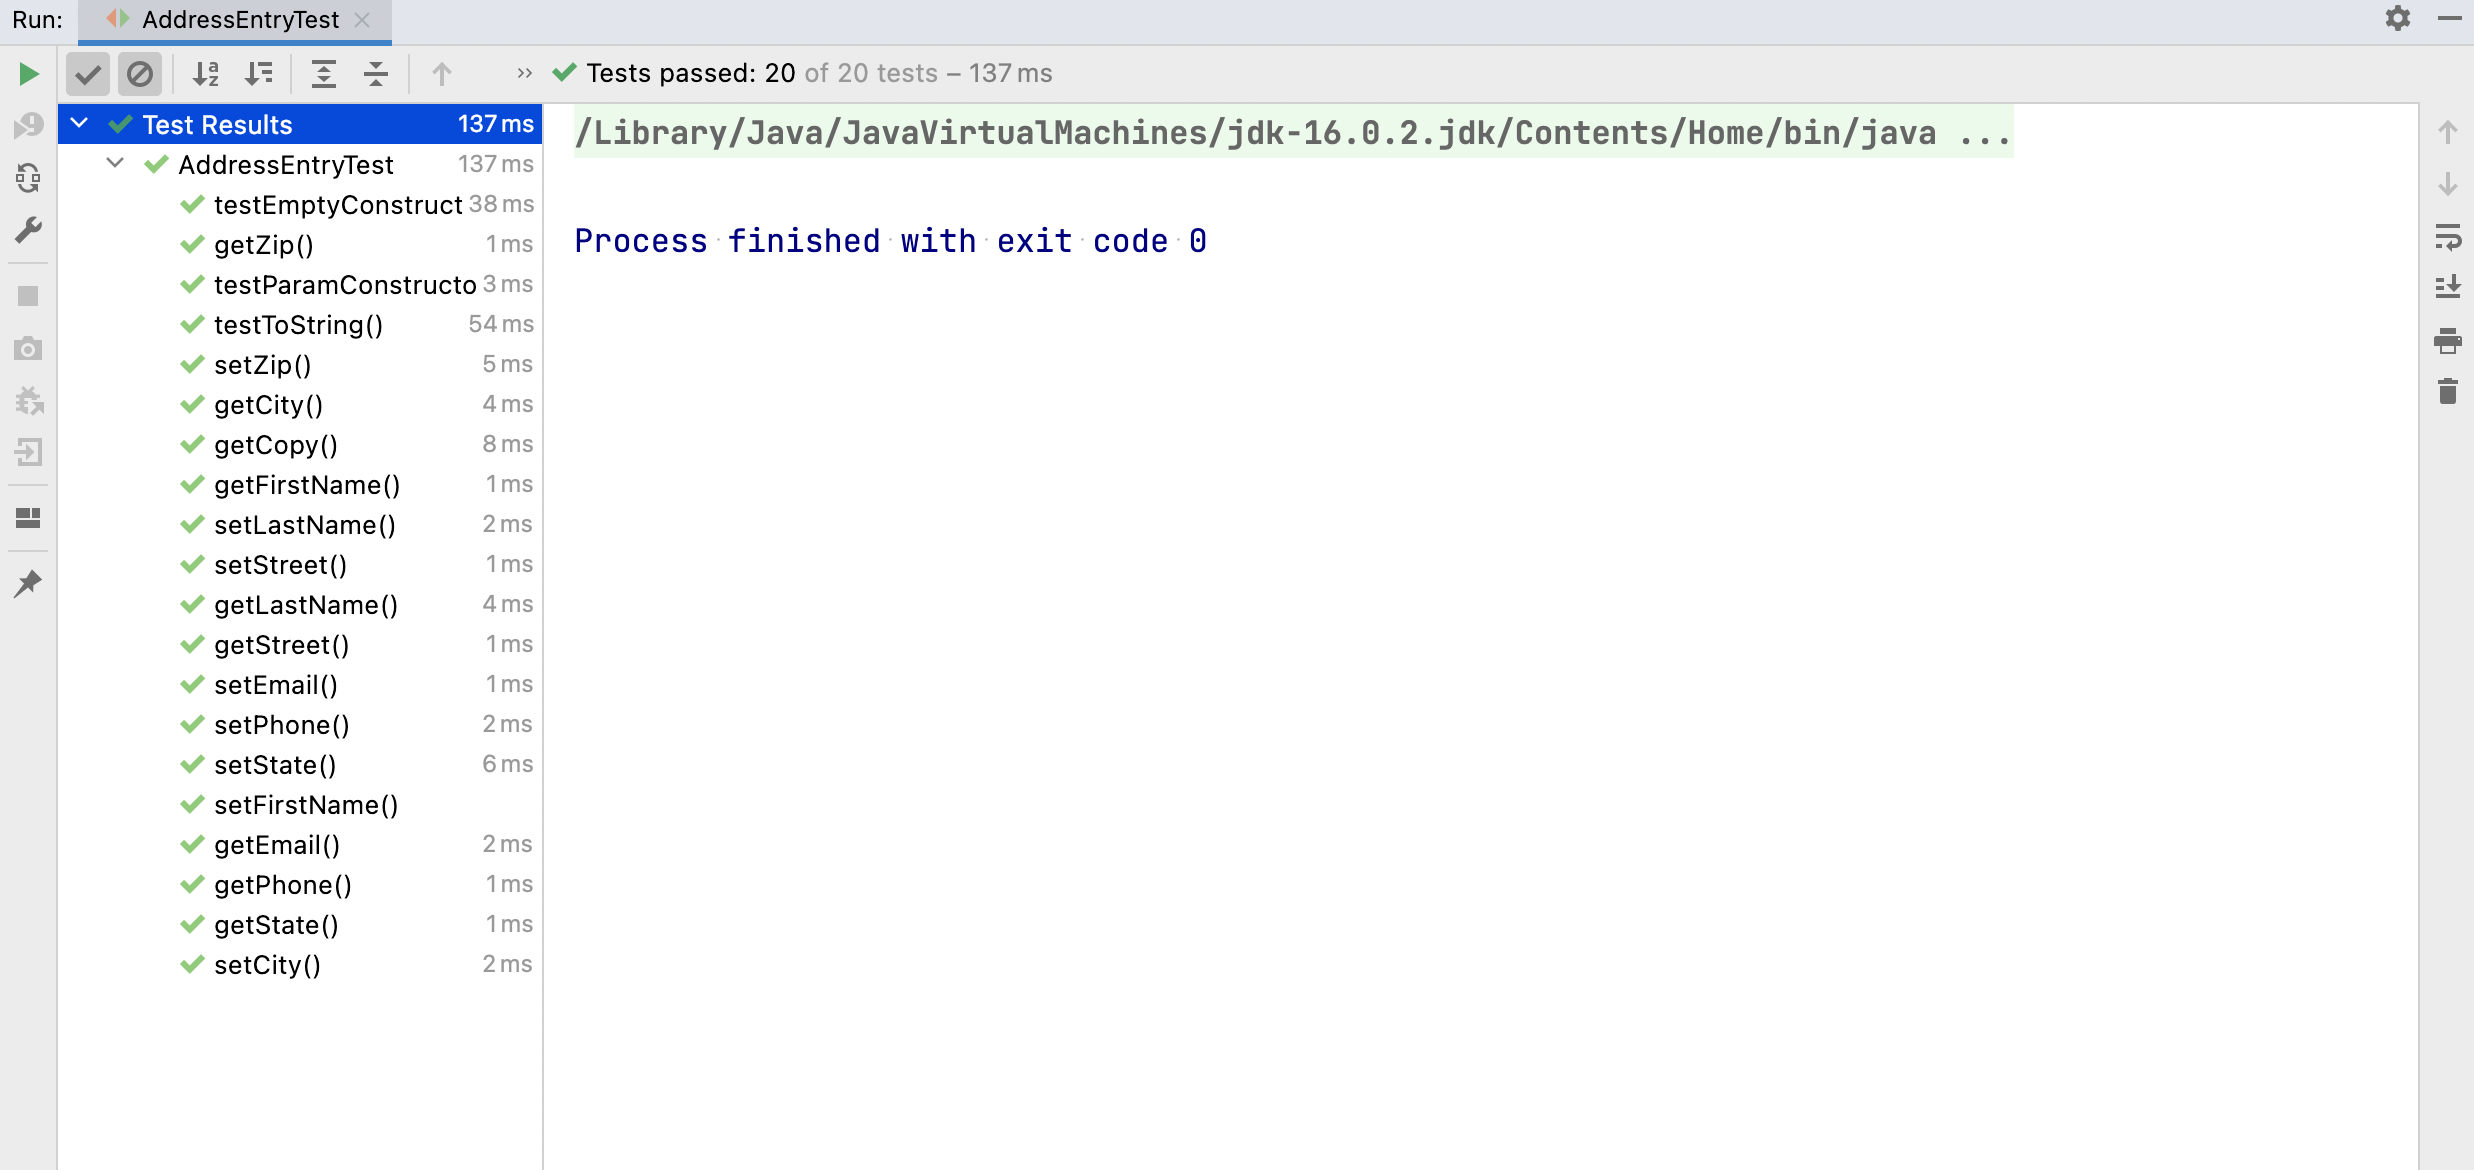 Run: AddressEntryTest
Tests passed: 20 of 20 tests – 137 ms
Test Results 137 ms
AddressEntryTest 137 ms
testEmptyConstruct 38 ms
getZip() 1 ms
testParamConstructo 3 ms
testToString() 54 ms
setZip() 5 ms
getCity() 4 ms
getCopy() 8 ms
getFirstName() 1 ms
setLastName() 2 ms
setStreet() 1 ms
getLastName() 4 ms
getStreet() 1 ms
setEmail() 1 ms
setPhone() 2 ms
setState() 6 ms
setFirstName()
getEmail() 2 ms
getPhone() 1 ms
getState() 1 ms
setCity() 2 ms
/Library/Java/JavaVirtualMachines/jdk-16.0.2.jdk/Contents/Home/bin/java ...
Process finished with exit code 0